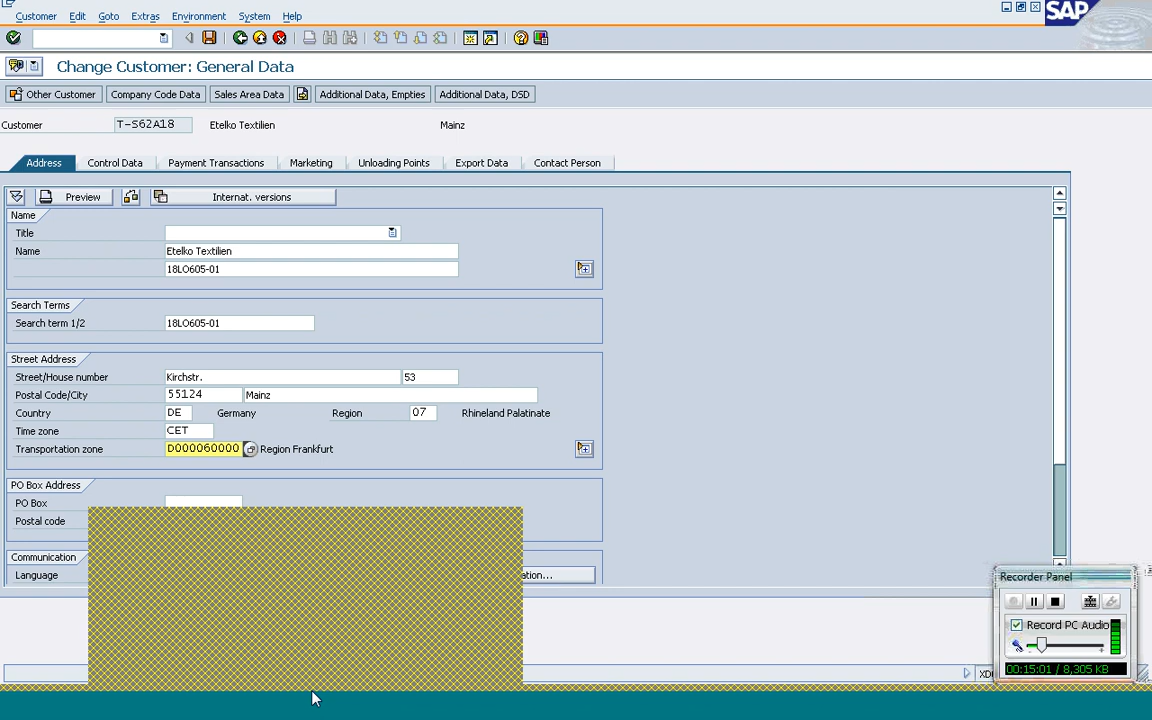 Customer Edit Goto Extras Environment System Help
SAP
Change Customer: General Data
Other Customer Company Code Data Sales Area Data Additional Data, Empties Additional Data, DSD
Customer T-S62A18 Etelko Textilien Mainz
Address Control Data Payment Transactions Marketing Unloading Points Export Data Contact Person
Preview Internat. versions
Name
Title
Name Etelko Textilien
18LO605-01
Search Terms
Search term 1/2 18LO605-01
Street Address
Street/House number Kirchstr. 53
Postal Code/City 55124 Mainz
Country DE Germany Region 07 Rhineland Palatinate
Time zone CET
Transportation zone D000060000 Region Frankfurt
PO Box Address
PO Box
Postal code
Communication
Language ation...
Recorder Panel
Record PC Audio
00:15:01 / 8,305 KB
XD